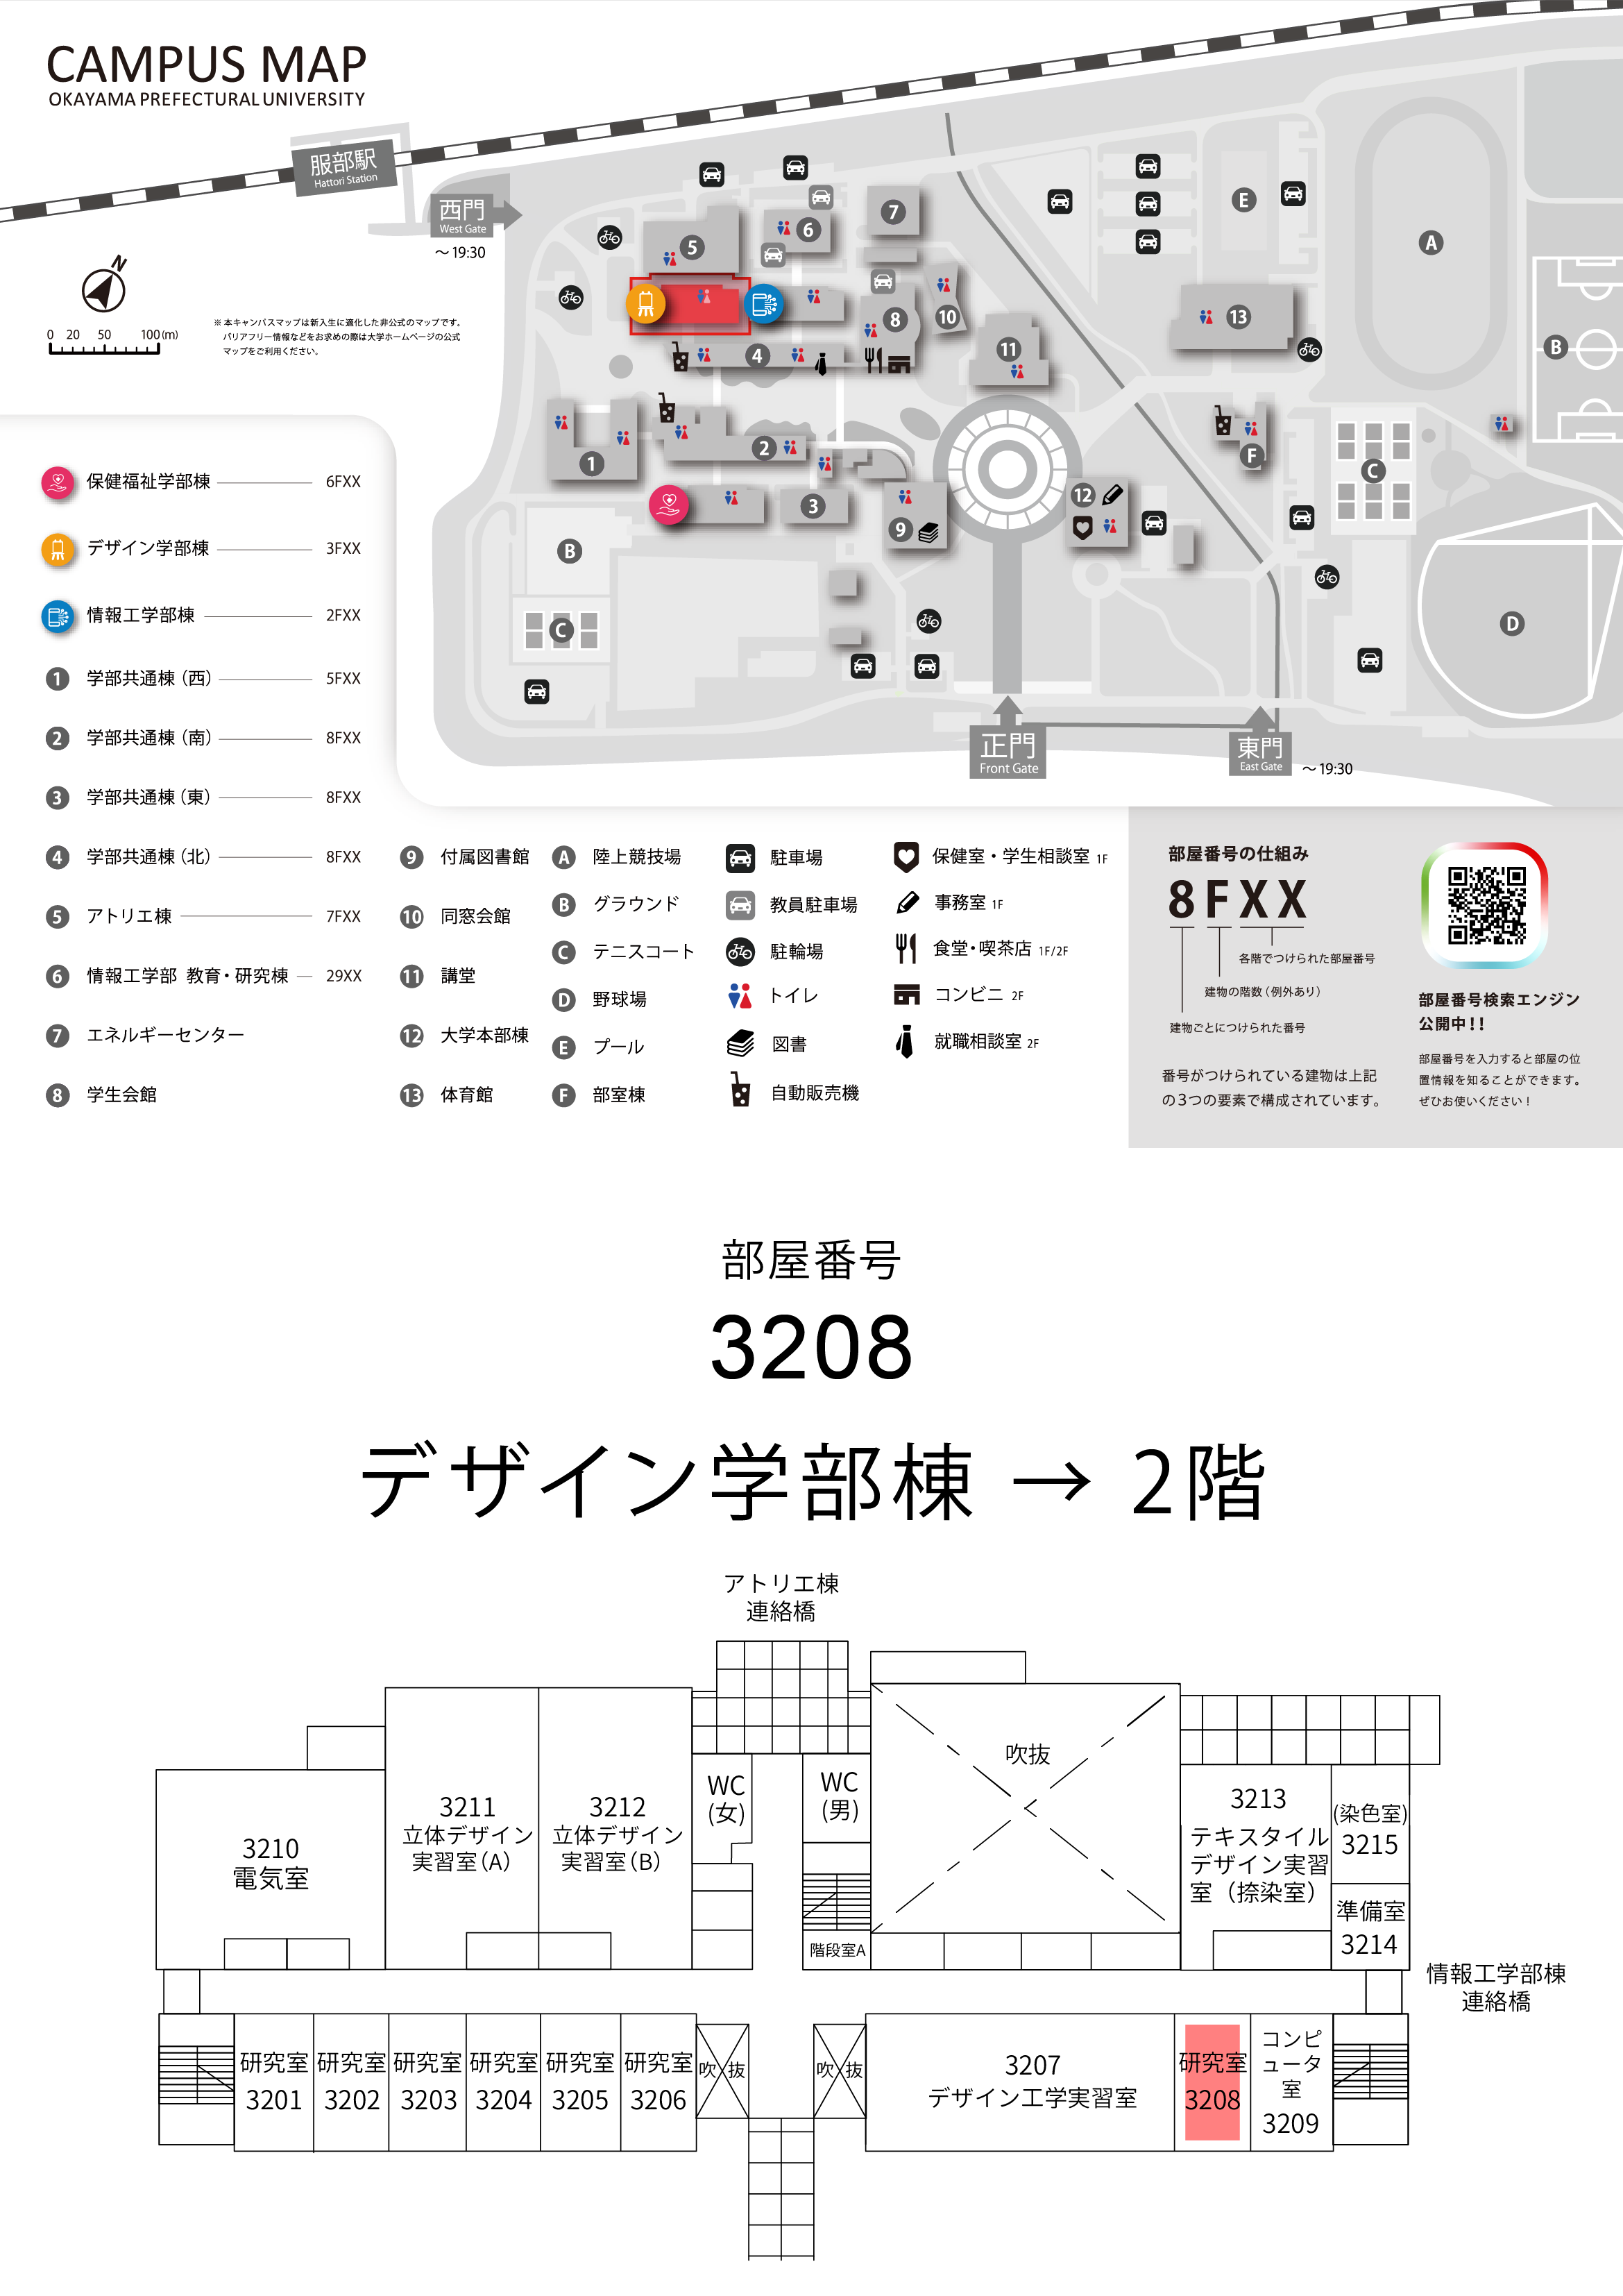 CAMPUS MAP
OKAYAMA PREFECTURAL UNIVERSITY
服部駅
Hattori Station
西門
West Gate
～19:30
N
0 20 50 100(m)
※本キャンパスマップは新入生に適化した非公式のマップです。
バリアフリー情報などをお求めの際は大学ホームページの公式
マップをご利用ください。
7
6
5
E
A
8
10
13
11
4
B
1
2
F
C
3
9
12
B
C
D
正門
Front Gate
東門
East Gate
～19:30
保健福祉学部棟 6FXX
デザイン学部棟 3FXX
情報工学部棟 2FXX
1 学部共通棟（西） 5FXX
2 学部共通棟（南） 8FXX
3 学部共通棟（東） 8FXX
4 学部共通棟（北） 8FXX
5 アトリエ棟 7FXX
6 情報工学部 教育・研究棟 29XX
7 エネルギーセンター
8 学生会館
9 付属図書館
10 同窓会館
11 講堂
12 大学本部棟
13 体育館
A 陸上競技場
B グラウンド
C テニスコート
D 野球場
E プール
F 部室棟
駐車場
教員駐車場
駐輪場
トイレ
図書
自動販売機
保健室・学生相談室 1F
事務室 1F
食堂・喫茶店 1F/2F
コンビニ 2F
就職相談室 2F
部屋番号の仕組み
8FXX
各階でつけられた部屋番号
建物の階数（例外あり）
建物ごとにつけられた番号
番号がつけられている建物は上記
の3つの要素で構成されています。
部屋番号検索エンジン
公開中!!
部屋番号を入力すると部屋の位
置情報を知ることができます。
ぜひお使いください！
部屋番号
3208
デザイン学部棟 → 2階
アトリエ棟
連絡橋
吹抜
WC
(女)
WC
(男)
3210
電気室
3211
立体デザイン
実習室(A)
3212
立体デザイン
実習室(B)
階段室A
3213
テキスタイル
デザイン実習
室（捺染室）
(染色室)
3215
準備室
3214
情報工学部棟
連絡橋
研究室
3201
研究室
3202
研究室
3203
研究室
3204
研究室
3205
研究室
3206
吹抜
吹抜
3207
デザイン工学実習室
研究室
3208
コンピ
ュータ
室
3209